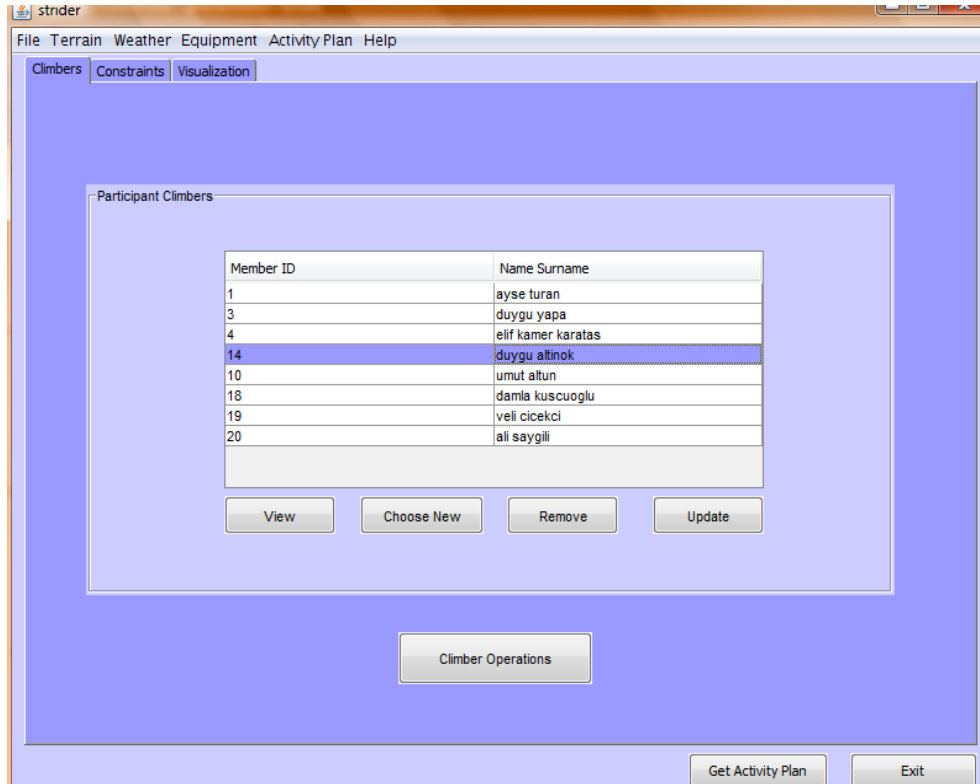 strider
File Terrain Weather Equipment Activity Plan Help
Climbers Constraints Visualization
Participant Climbers
Member ID Name Surname
1 ayse turan
3 duygu yapa
4 elif kamer karatas
14 duygu altinok
10 umut altun
18 damla kuscuoglu
19 veli cicekci
20 ali saygili
View Choose New Remove Update
Climber Operations
Get Activity Plan Exit